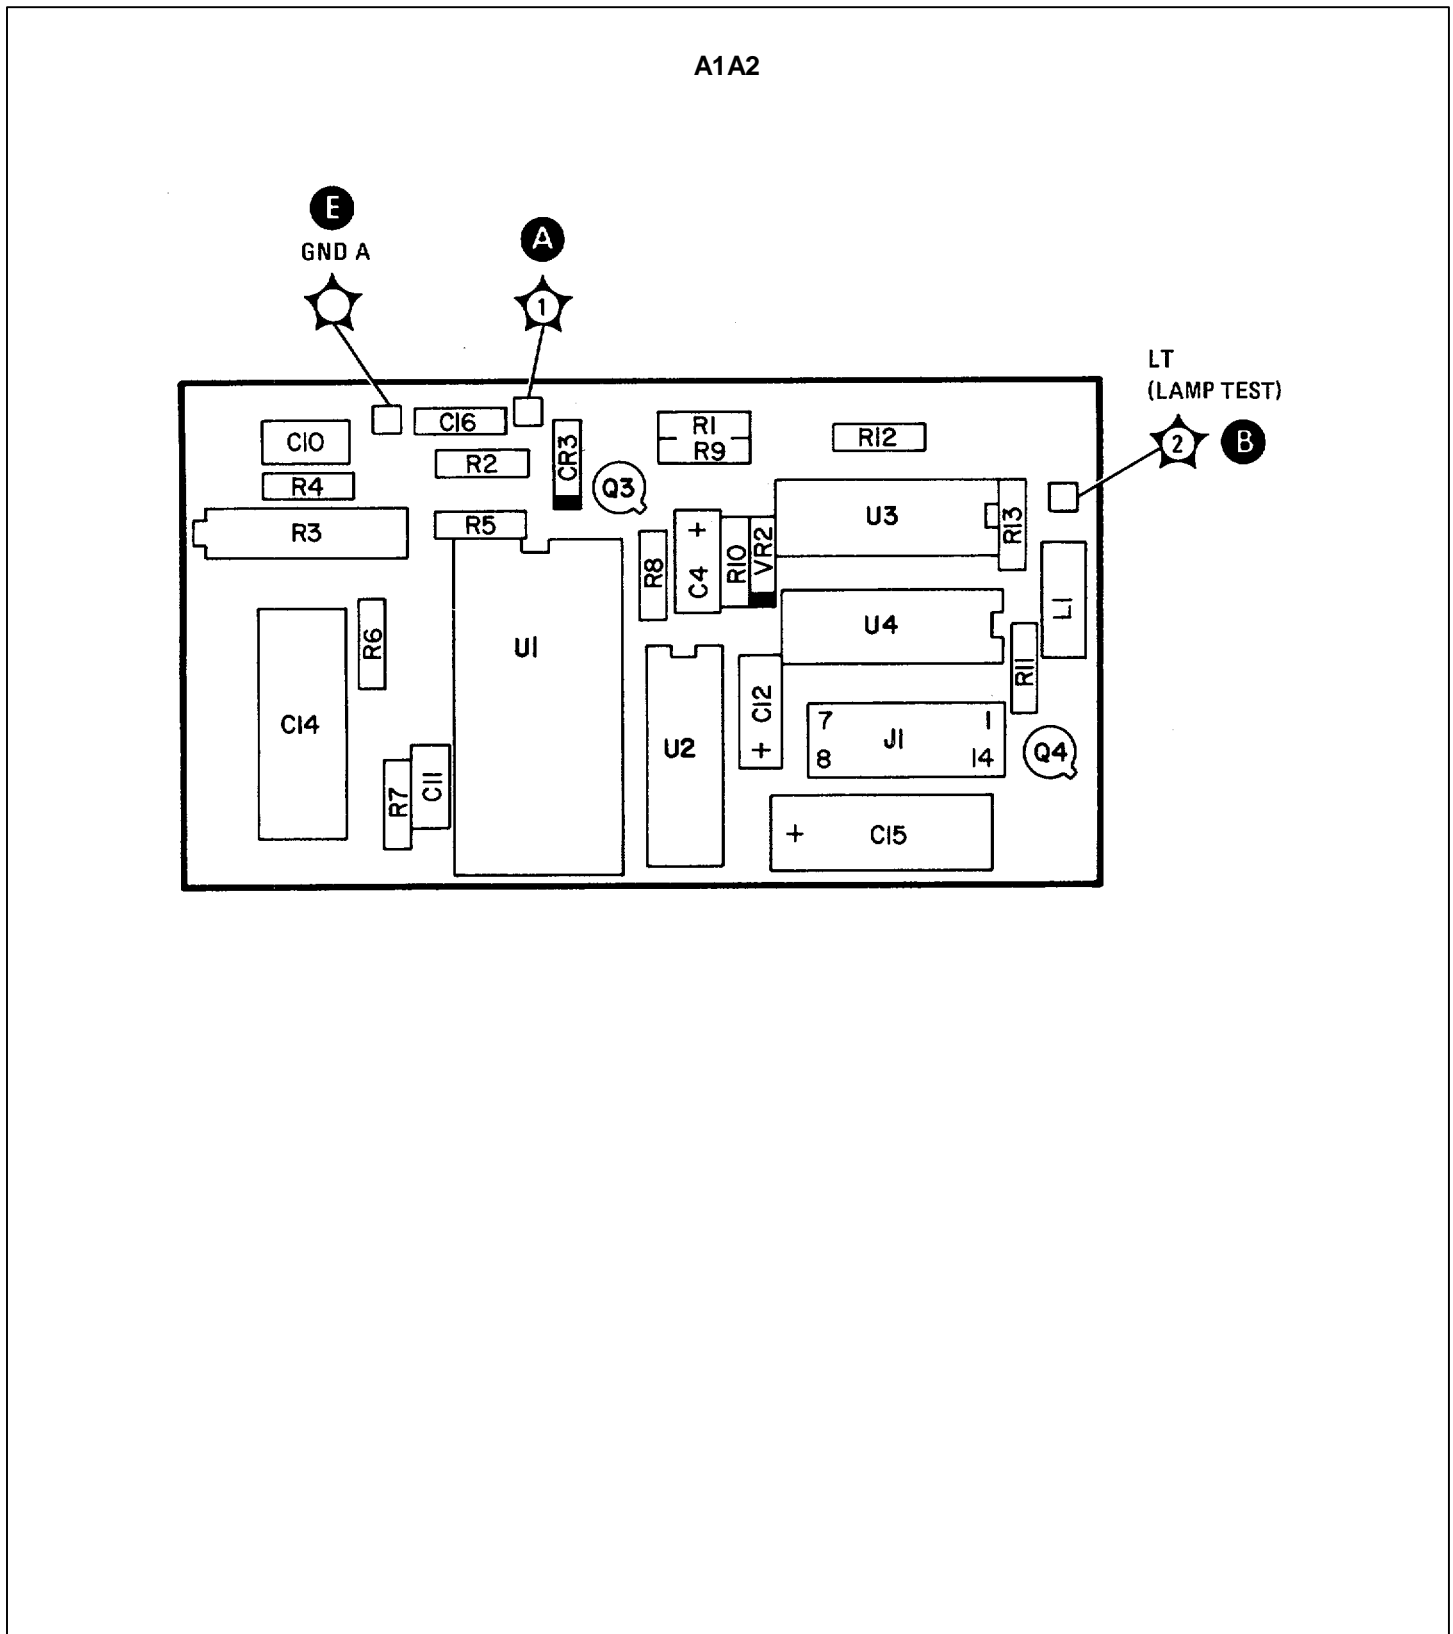 A1A2
E
GND A
A
1
LT
(LAMP TEST)
2
B
C10
C16
R2
CR3
Q3
R1
R9
R12
R4
R3
R5
R8
C4
+
R10
VR2
U3
R13
L1
U4
R11
C14
R6
U1
U2
C12
+
7
1
J1
8
14
Q4
R7
C11
+
C15